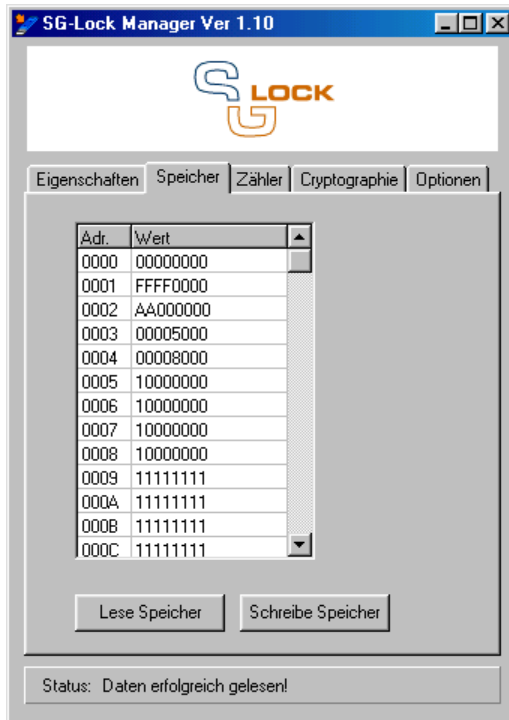 SG-Lock Manager Ver 1.10
SG LOCK
Eigenschaften Speicher Zähler Cryptographie Optionen
Adr. Wert
0000 00000000
0001 FFFF0000
0002 AA000000
0003 00005000
0004 00008000
0005 10000000
0006 10000000
0007 10000000
0008 10000000
0009 11111111
000A 11111111
000B 11111111
000C 11111111
Lese Speicher Schreibe Speicher
Status: Daten erfolgreich gelesen!